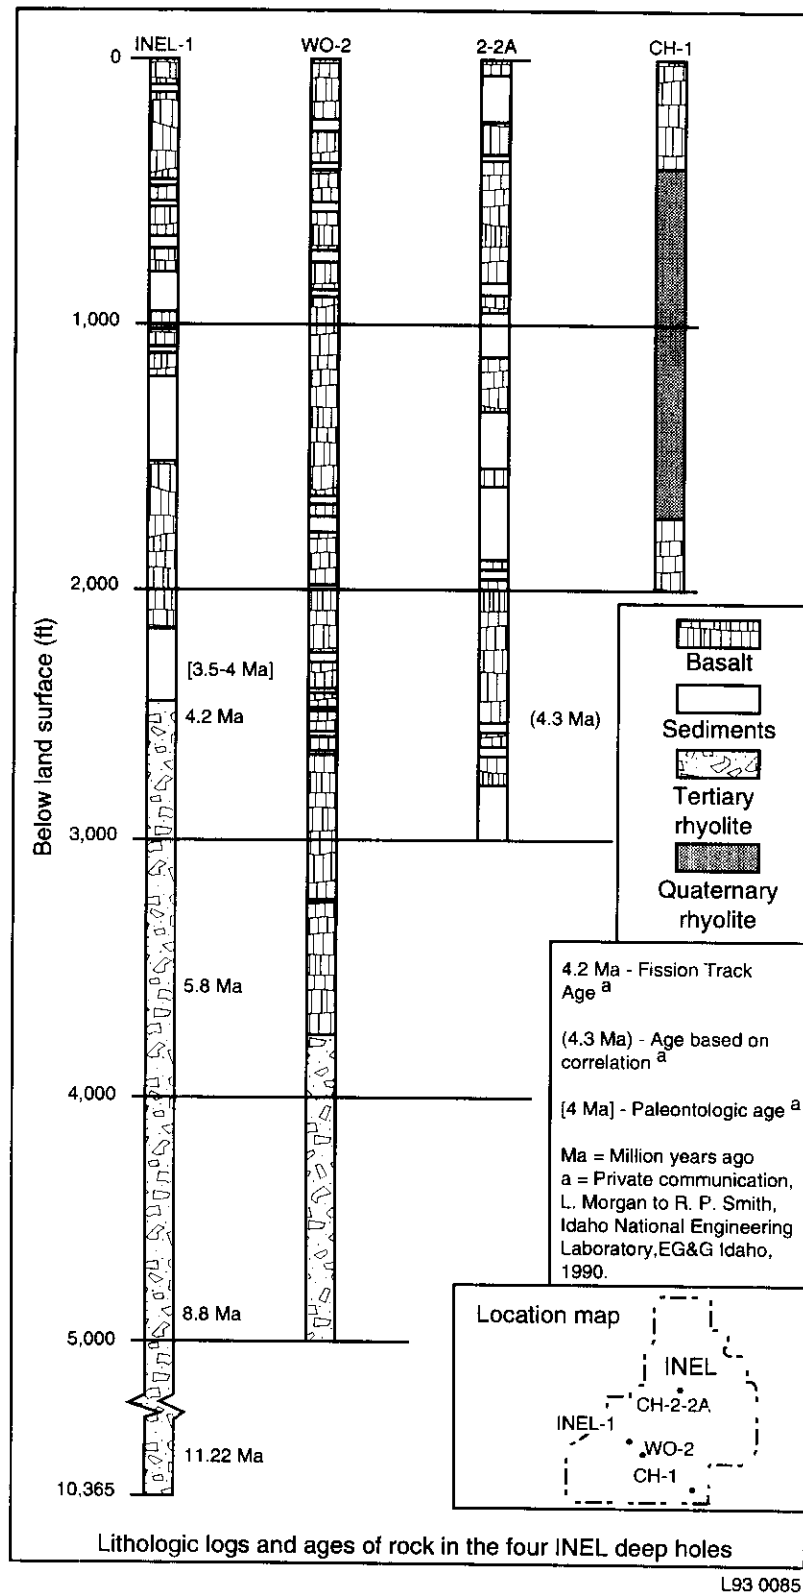 INEL-1 WO-2 2-2A CH-1
0
1,000
2,000
[3.5-4 Ma]
4.2 Ma
(4.3 Ma)
3,000
5.8 Ma
4,000
8.8 Ma
5,000
11.22 Ma
10,365
Below land surface (ft)
Basalt
Sediments
Tertiary
rhyolite
Quaternary
rhyolite
4.2 Ma - Fission Track
Age a
(4.3 Ma) - Age based on
correlation a
[4 Ma] - Paleontologic age a
Ma = Million years ago
a = Private communication,
L. Morgan to R. P. Smith,
Idaho National Engineering
Laboratory,EG&G Idaho,
1990.
Location map
INEL
CH-2-2A
INEL-1
WO-2
CH-1
Lithologic logs and ages of rock in the four INEL deep holes
L93 0085